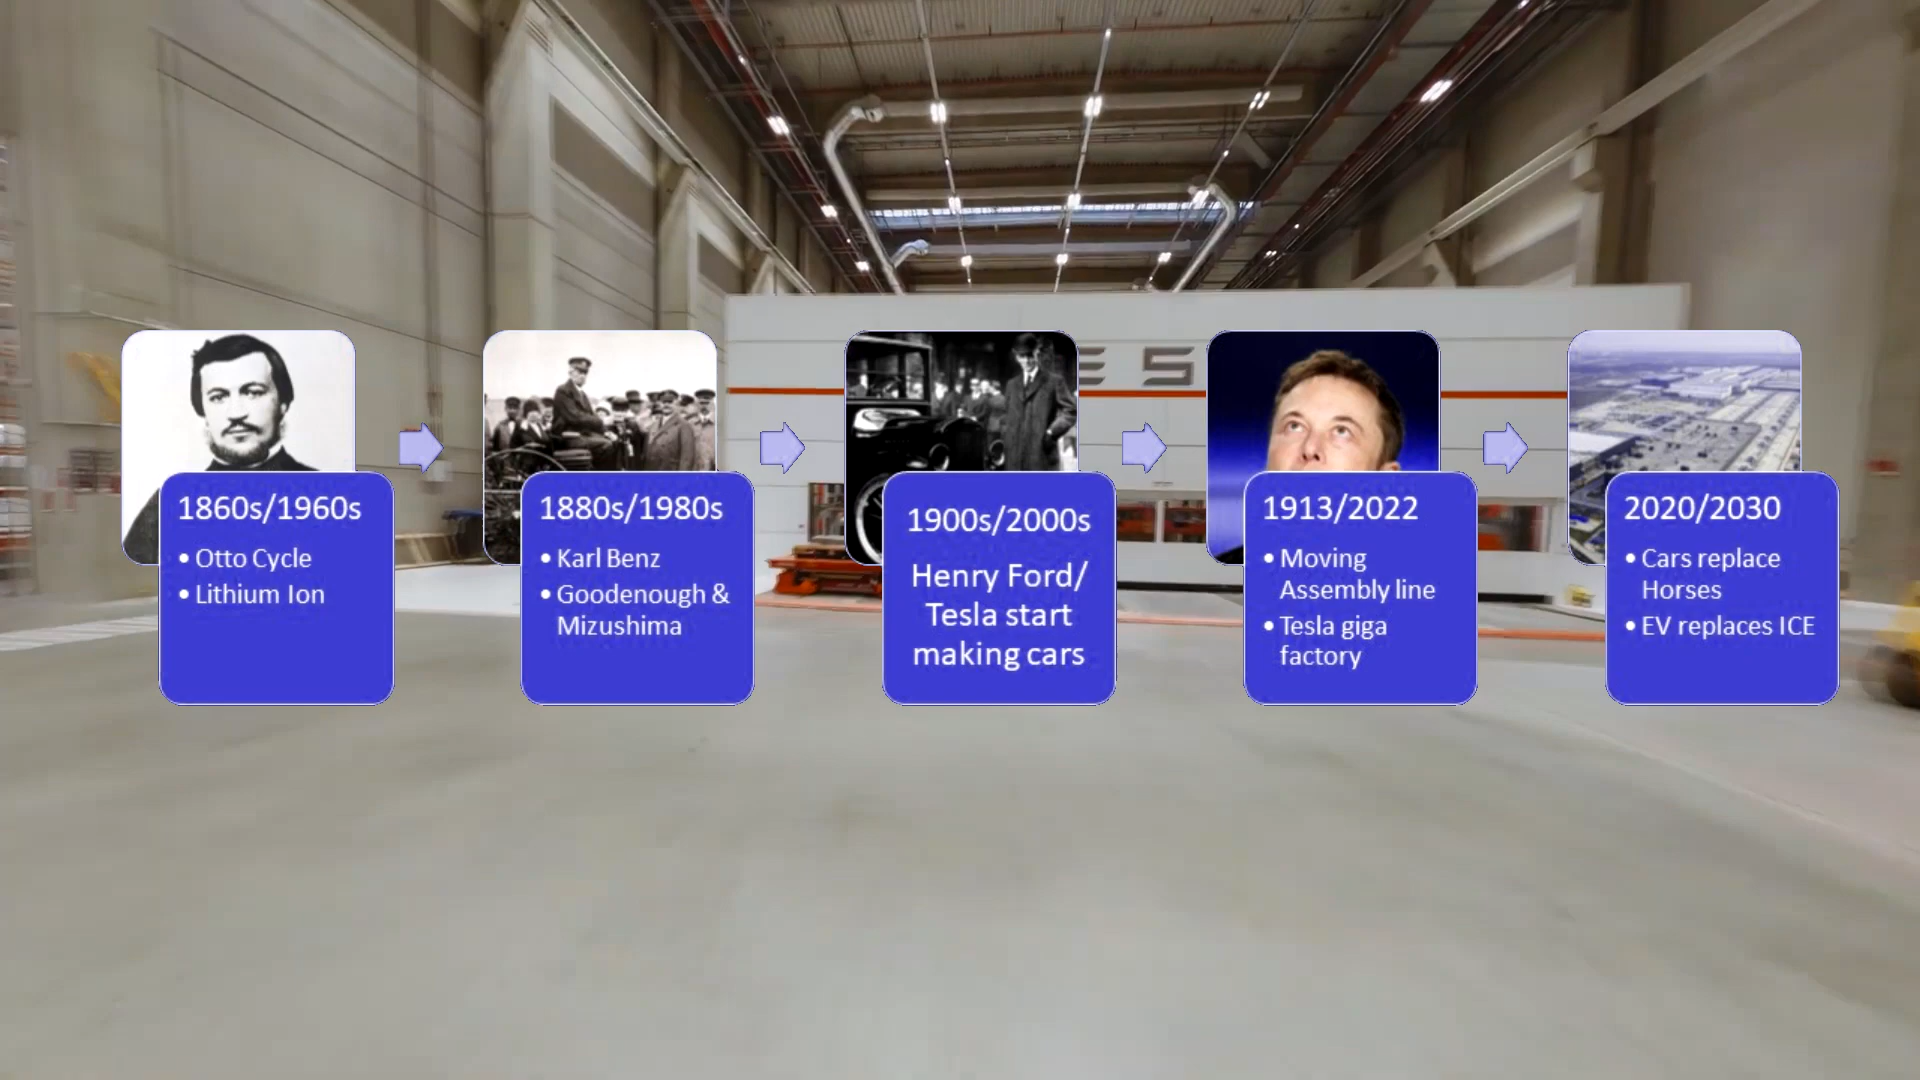 ES
1860s/1960s
• Otto Cycle
• Lithium Ion
1880s/1980s
• Karl Benz
• Goodenough &
Mizushima
1900s/2000s
Henry Ford/
Tesla start
making cars
1913/2022
• Moving
Assembly line
• Tesla giga
factory
2020/2030
• Cars replace
Horses
• EV replaces ICE